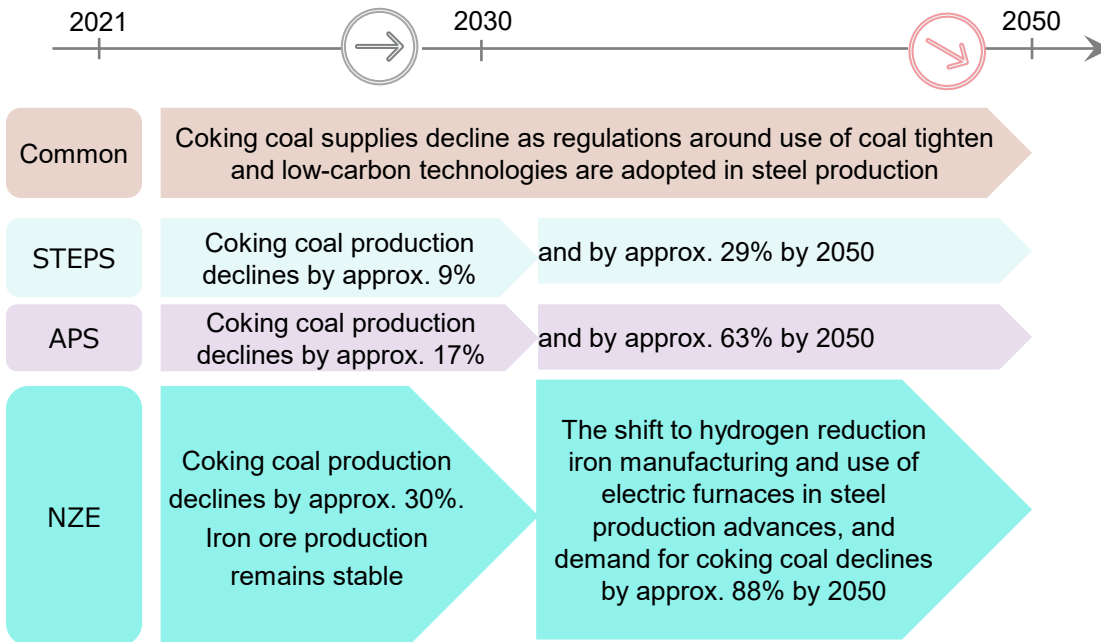 2021
2030
2050
Common
Coking coal supplies decline as regulations around use of coal tighten
and low-carbon technologies are adopted in steel production
STEPS
Coking coal production
declines by approx. 9%
and by approx. 29% by 2050
APS
Coking coal production
declines by approx. 17%
and by approx. 63% by 2050
NZE
Coking coal production
declines by approx. 30%.
Iron ore production
remains stable
The shift to hydrogen reduction
iron manufacturing and use of
electric furnaces in steel
production advances, and
demand for coking coal declines
by approx. 88% by 2050